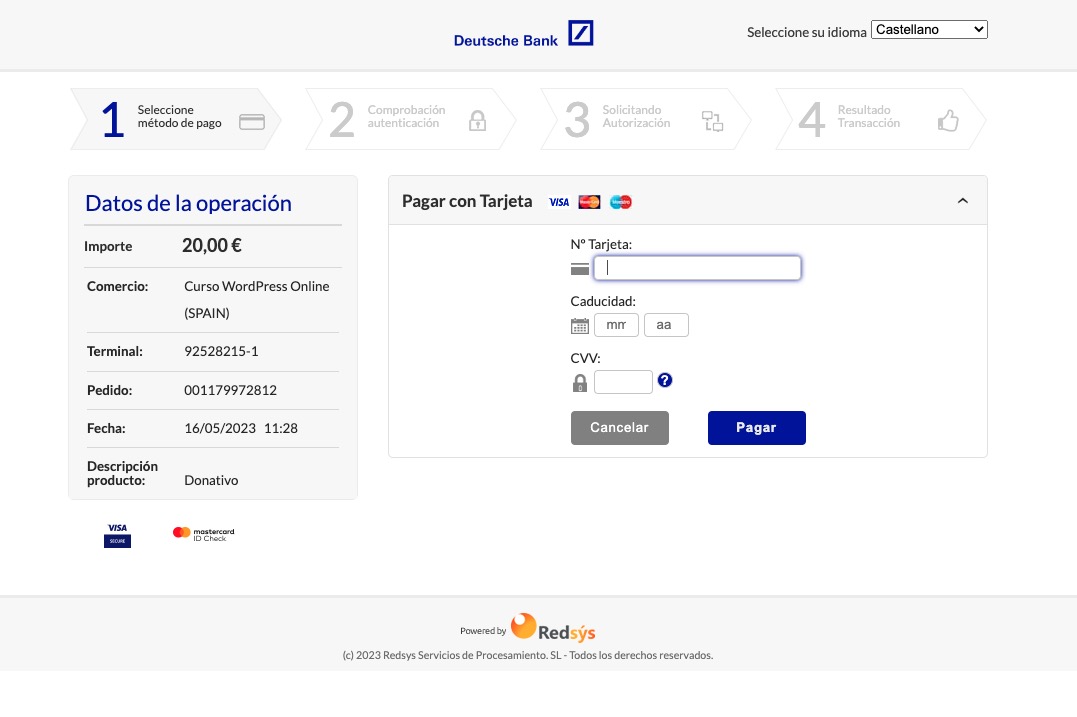 Deutsche Bank
Seleccione su idioma Castellano
1 Seleccione
método de pago
2 Comprobación
autenticación
3 Solicitando
Autorización
4 Resultado
Transacción
Datos de la operación
Importe 20,00 €
Comercio: Curso WordPress Online
(SPAIN)
Terminal: 92528215-1
Pedido: 001179972812
Fecha: 16/05/2023 11:28
Descripción
producto: Donativo
VISA
SECURE
mastercard
ID Check
Pagar con Tarjeta VISA MasterCard Maestro
Nº Tarjeta:
Caducidad:
mm aa
CVV:
?
Cancelar Pagar
Powered by Redsýs
(c) 2023 Redsys Servicios de Procesamiento. SL - Todos los derechos reservados.